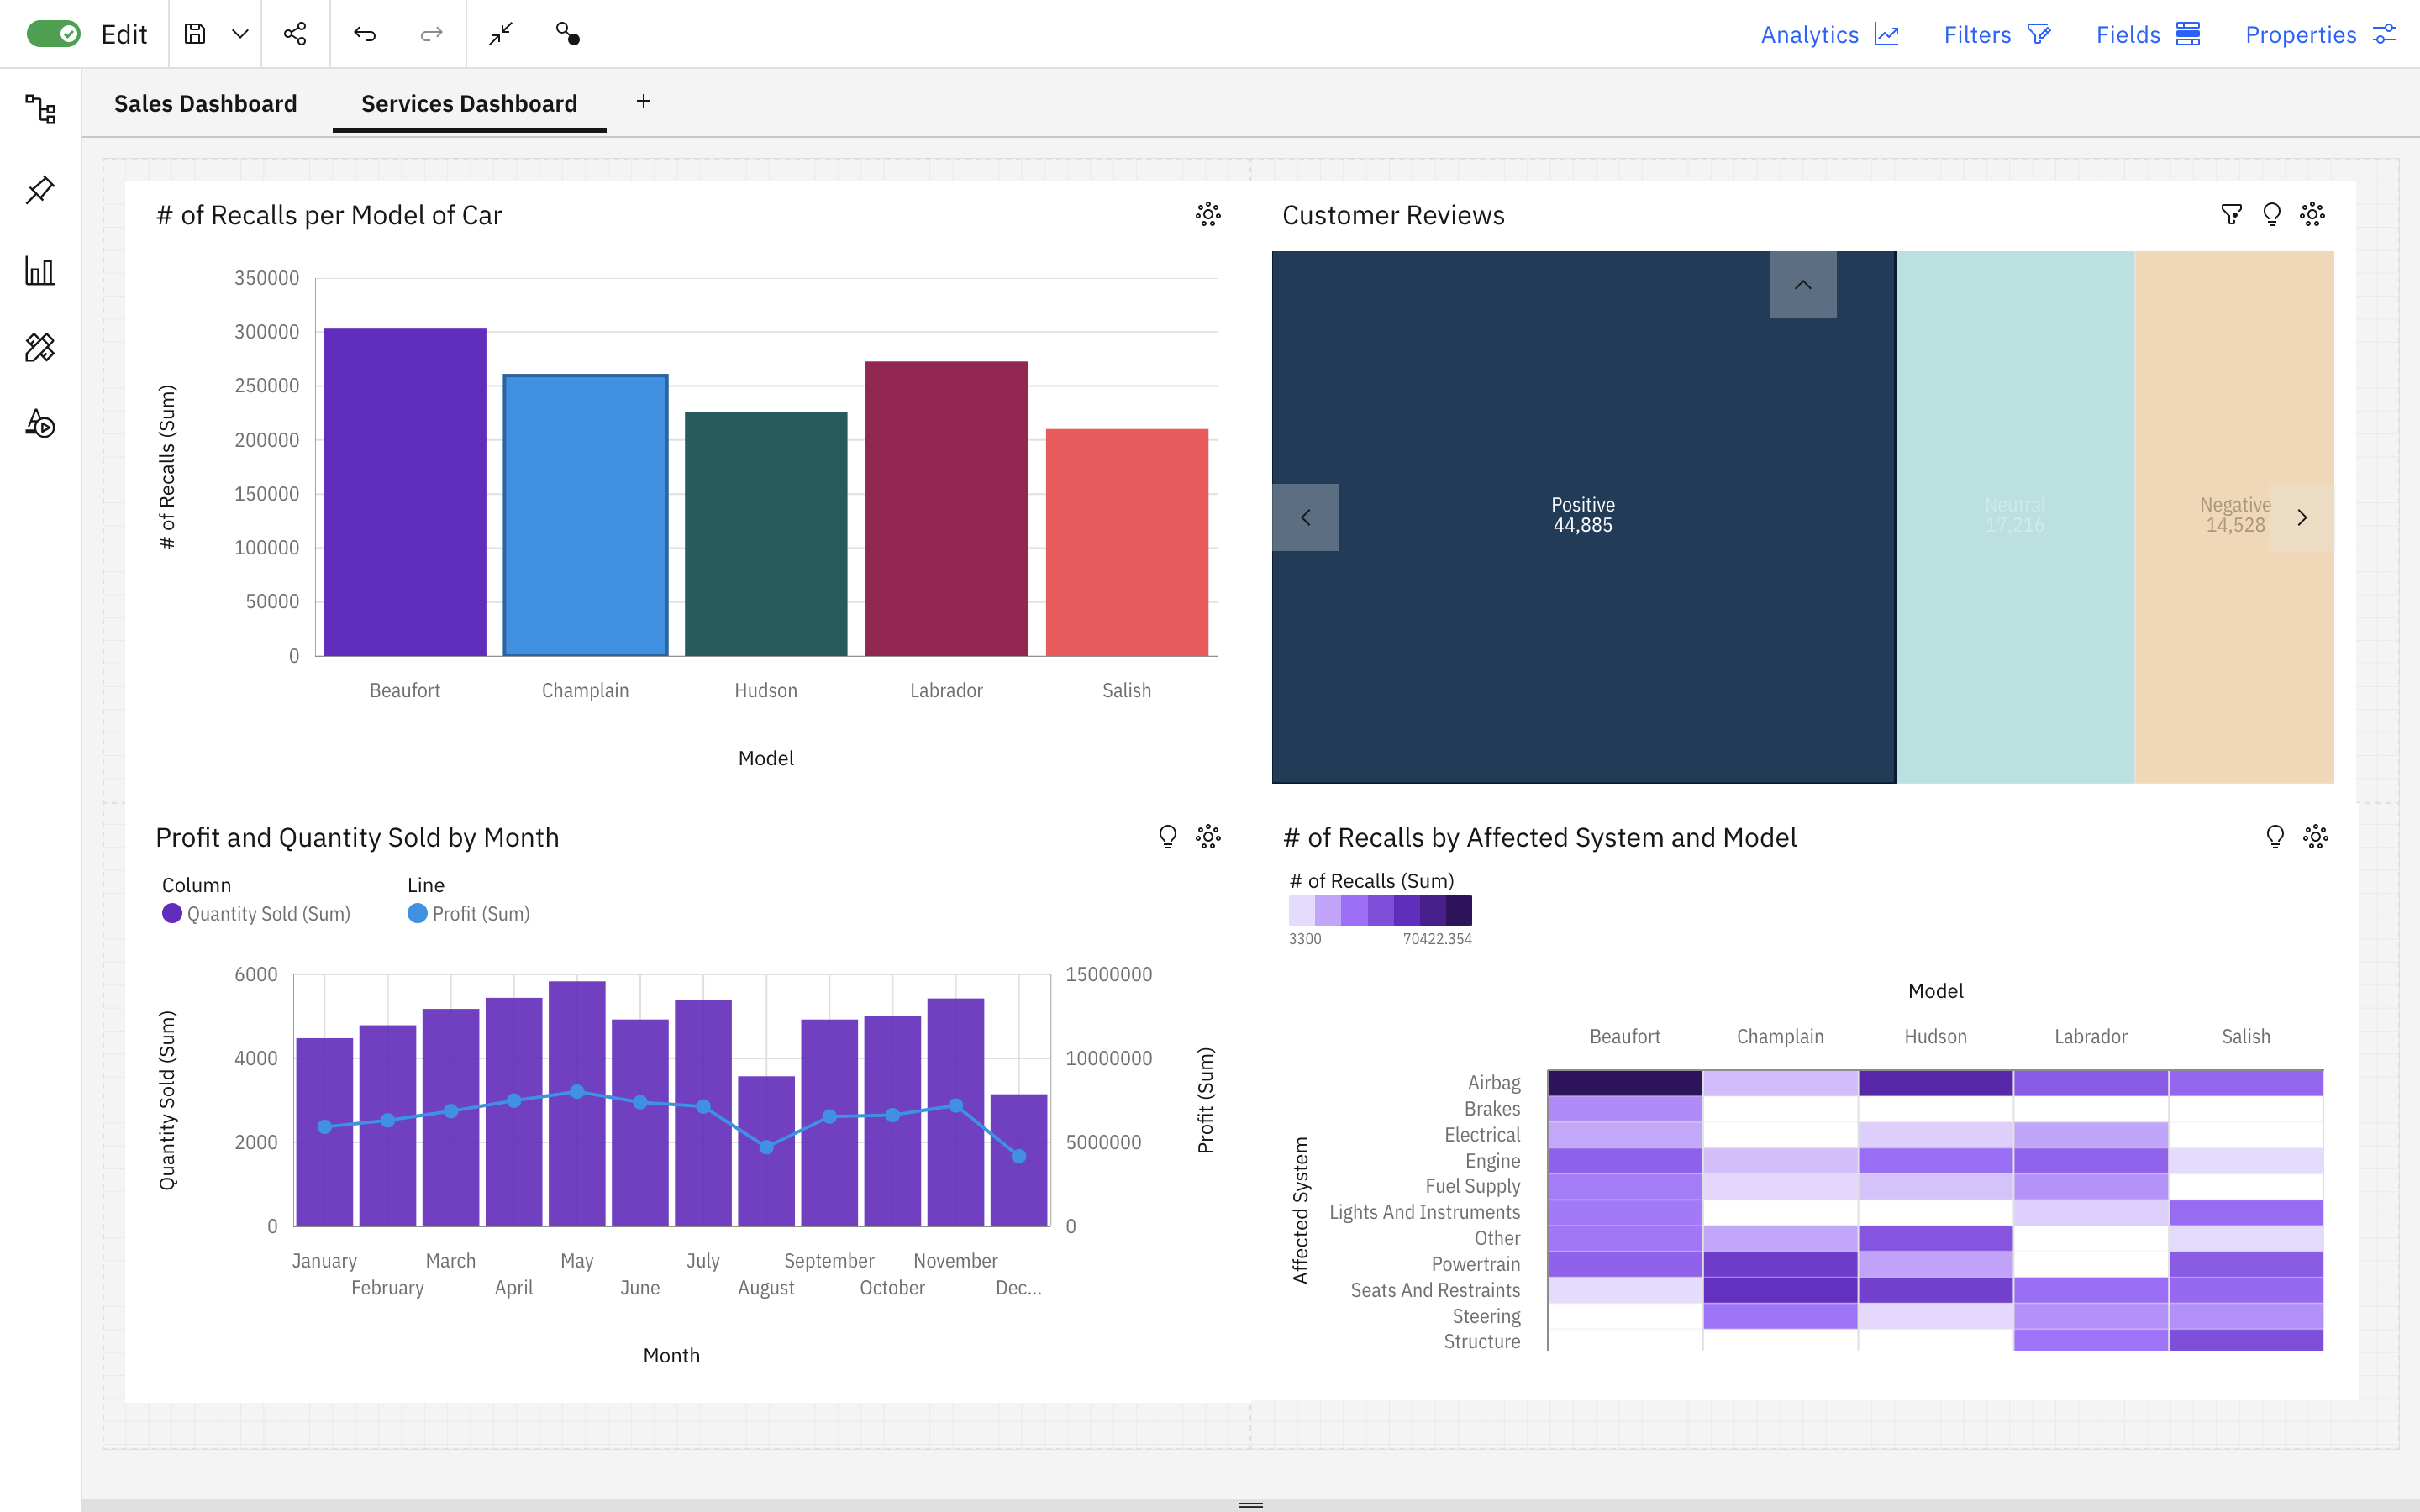 Edit
Analytics
Filters
Fields
Properties
Sales Dashboard
Services Dashboard
# of Recalls per Model of Car
350000
300000
250000
200000
150000
100000
50000
0
# of Recalls (Sum)
Beaufort
Champlain
Hudson
Labrador
Salish
Model
Customer Reviews
Positive
44,885
Neutral
17,216
Negative
14,528
Profit and Quantity Sold by Month
Column
Line
Quantity Sold (Sum)
Profit (Sum)
6000
4000
2000
0
Quantity Sold (Sum)
15000000
10000000
5000000
0
Profit (Sum)
January
February
March
April
May
June
July
August
September
October
November
Dec...
Month
# of Recalls by Affected System and Model
# of Recalls (Sum)
3300
70422.354
Model
Beaufort
Champlain
Hudson
Labrador
Salish
Affected System
Airbag
Brakes
Electrical
Engine
Fuel Supply
Lights And Instruments
Other
Powertrain
Seats And Restraints
Steering
Structure